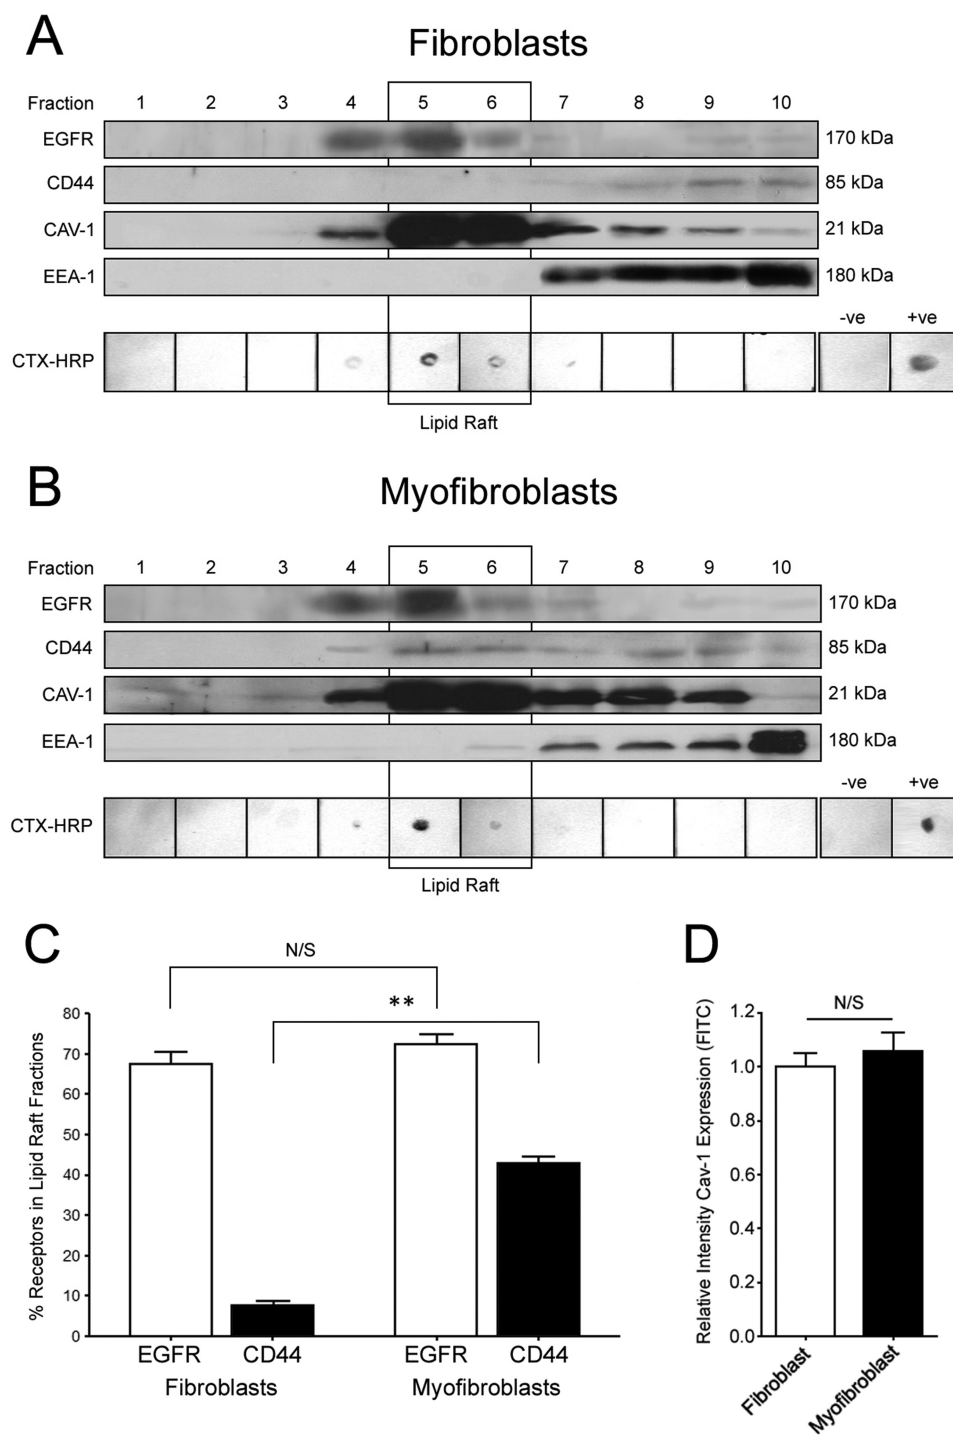 A
Fibroblasts
Fraction 1 2 3 4 5 6 7 8 9 10
EGFR 170 kDa
CD44 85 kDa
CAV-1 21 kDa
EEA-1 180 kDa
-ve +ve
CTX-HRP
Lipid Raft
B
Myofibroblasts
Fraction 1 2 3 4 5 6 7 8 9 10
EGFR 170 kDa
CD44 85 kDa
CAV-1 21 kDa
EEA-1 180 kDa
-ve +ve
CTX-HRP
Lipid Raft
C
N/S
**
% Receptors in Lipid Raft Fractions
80
70
60
50
40
30
20
10
0
EGFR CD44 EGFR CD44
Fibroblasts Myofibroblasts
D
N/S
Relative Intensity Cav-1 Expression (FITC)
1.2
1.0
0.8
0.6
0.4
0.2
0.0
Fibroblast
Myofibroblast